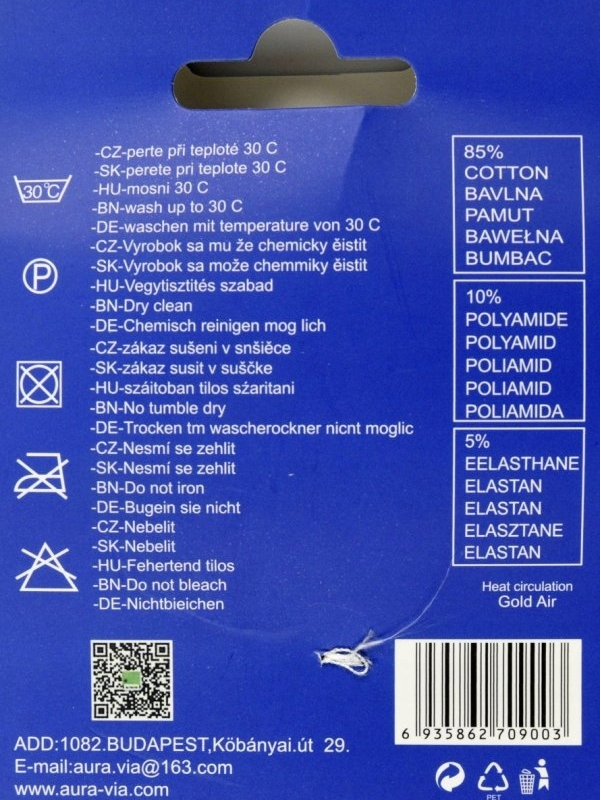 -CZ-perte při teploté 30 C
-SK-perete pri teplote 30 C
-HU-mosni 30 C
-BN-wash up to 30 C
-DE-waschen mit temperature von 30 C
-CZ-Vyrobok sa mu že chemicky ěistit
-SK-Vyrobok sa može chemmiky ěistit
-HU-Vegytisztités szabad
-BN-Dry clean
-DE-Chemisch reinigen mog lich
-CZ-zákaz sušeni v snšièce
-SK-zákaz susit v suščke
-HU-száitoban tilos sźaritani
-BN-No tumble dry
-DE-Trocken tm wascherockner nicnt moglic
-CZ-Nesmí se zehlit
-SK-Nesmí se zehlit
-BN-Do not iron
-DE-Bugein sie nicht
-CZ-Nebelit
-SK-Nebelit
-HU-Fehertend tilos
-BN-Do not bleach
-DE-Nichtbieichen
30°C
P
85%
COTTON
BAVLNA
PAMUT
BAWEŁNA
BUMBAC
10%
POLYAMIDE
POLYAMID
POLIAMID
POLIAMID
POLIAMIDA
5%
EELASTHANE
ELASTAN
ELASTAN
ELASZTANE
ELASTAN
Heat circulation
Gold Air
6 935862 709003
ADD:1082.BUDAPEST,Köbányai.út 29.
E-mail:aura.via@163.com
www.aura-via.com
PET